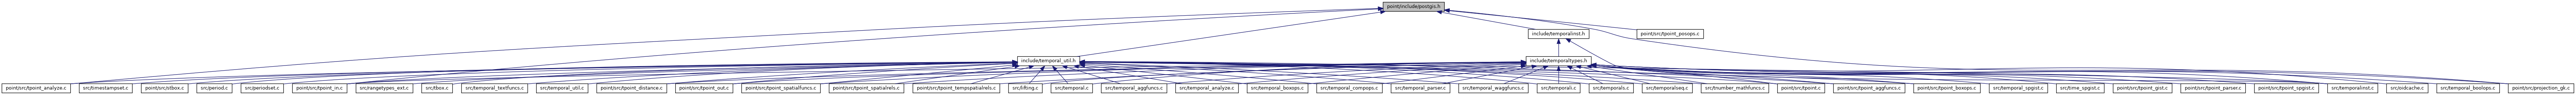 point/include/postgis.h
include/temporalinst.h
point/src/tpoint_posops.c
include/temporal_util.h
include/temporaltypes.h
point/src/tpoint_analyze.c
src/timestampset.c
point/src/stbox.c
src/period.c
src/periodset.c
point/src/tpoint_in.c
src/rangetypes_ext.c
src/tbox.c
src/temporal_textfuncs.c
src/temporal_util.c
point/src/tpoint_distance.c
point/src/tpoint_out.c
point/src/tpoint_spatialfuncs.c
point/src/tpoint_spatialrels.c
point/src/tpoint_tempspatialrels.c
src/lifting.c
src/temporal.c
src/temporal_aggfuncs.c
src/temporal_analyze.c
src/temporal_boxops.c
src/temporal_compops.c
src/temporal_parser.c
src/temporal_waggfuncs.c
src/temporali.c
src/temporals.c
src/temporalseq.c
src/tnumber_mathfuncs.c
point/src/tpoint.c
point/src/tpoint_aggfuncs.c
point/src/tpoint_boxops.c
src/temporal_spgist.c
src/time_spgist.c
point/src/tpoint_gist.c
point/src/tpoint_parser.c
point/src/tpoint_spgist.c
src/temporalinst.c
src/oidcache.c
src/temporal_boolops.c
point/src/projection_gk.c